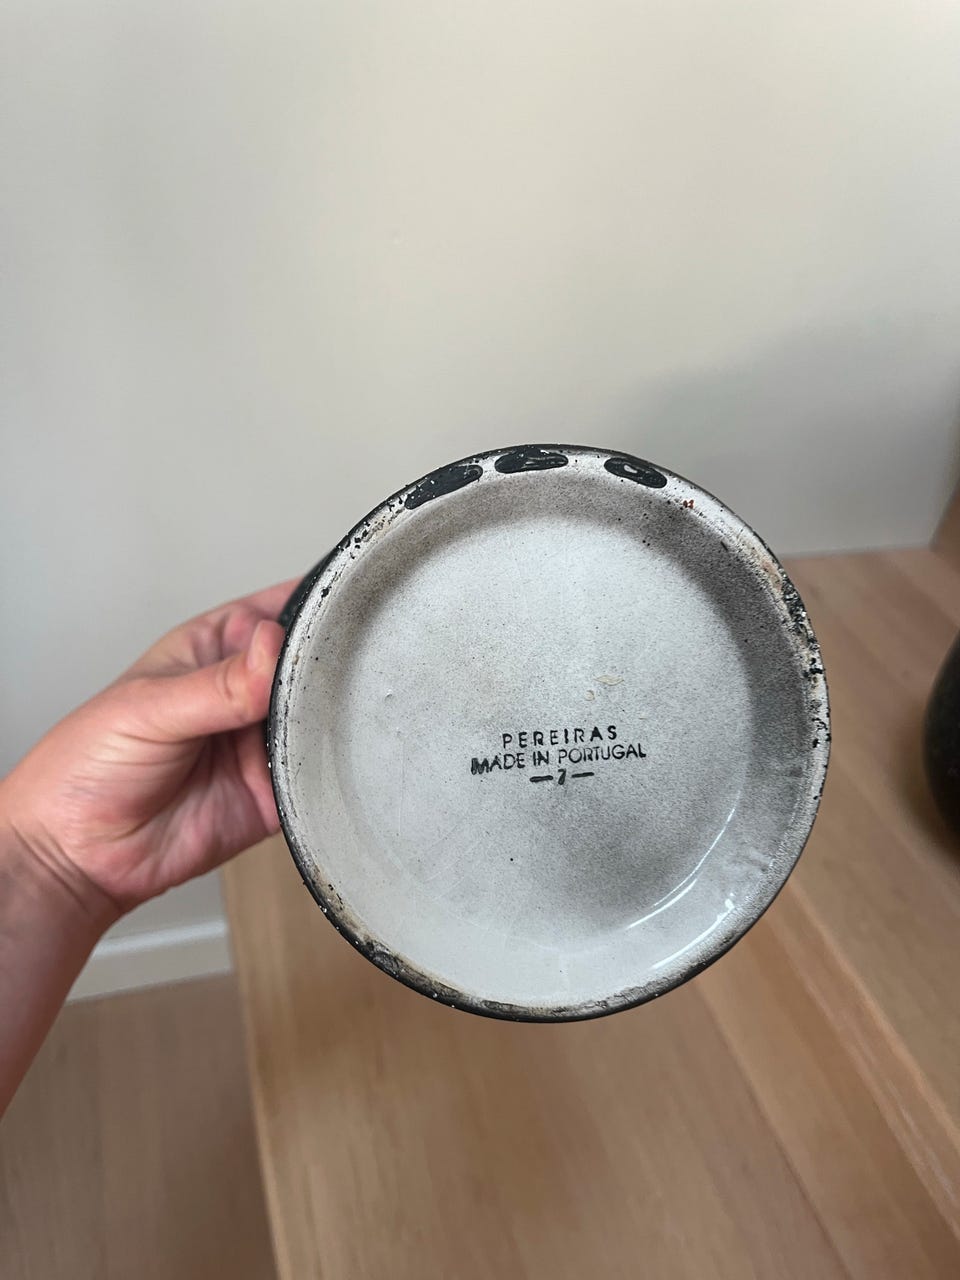 PEREIRAS
MADE IN PORTUGAL
—7—